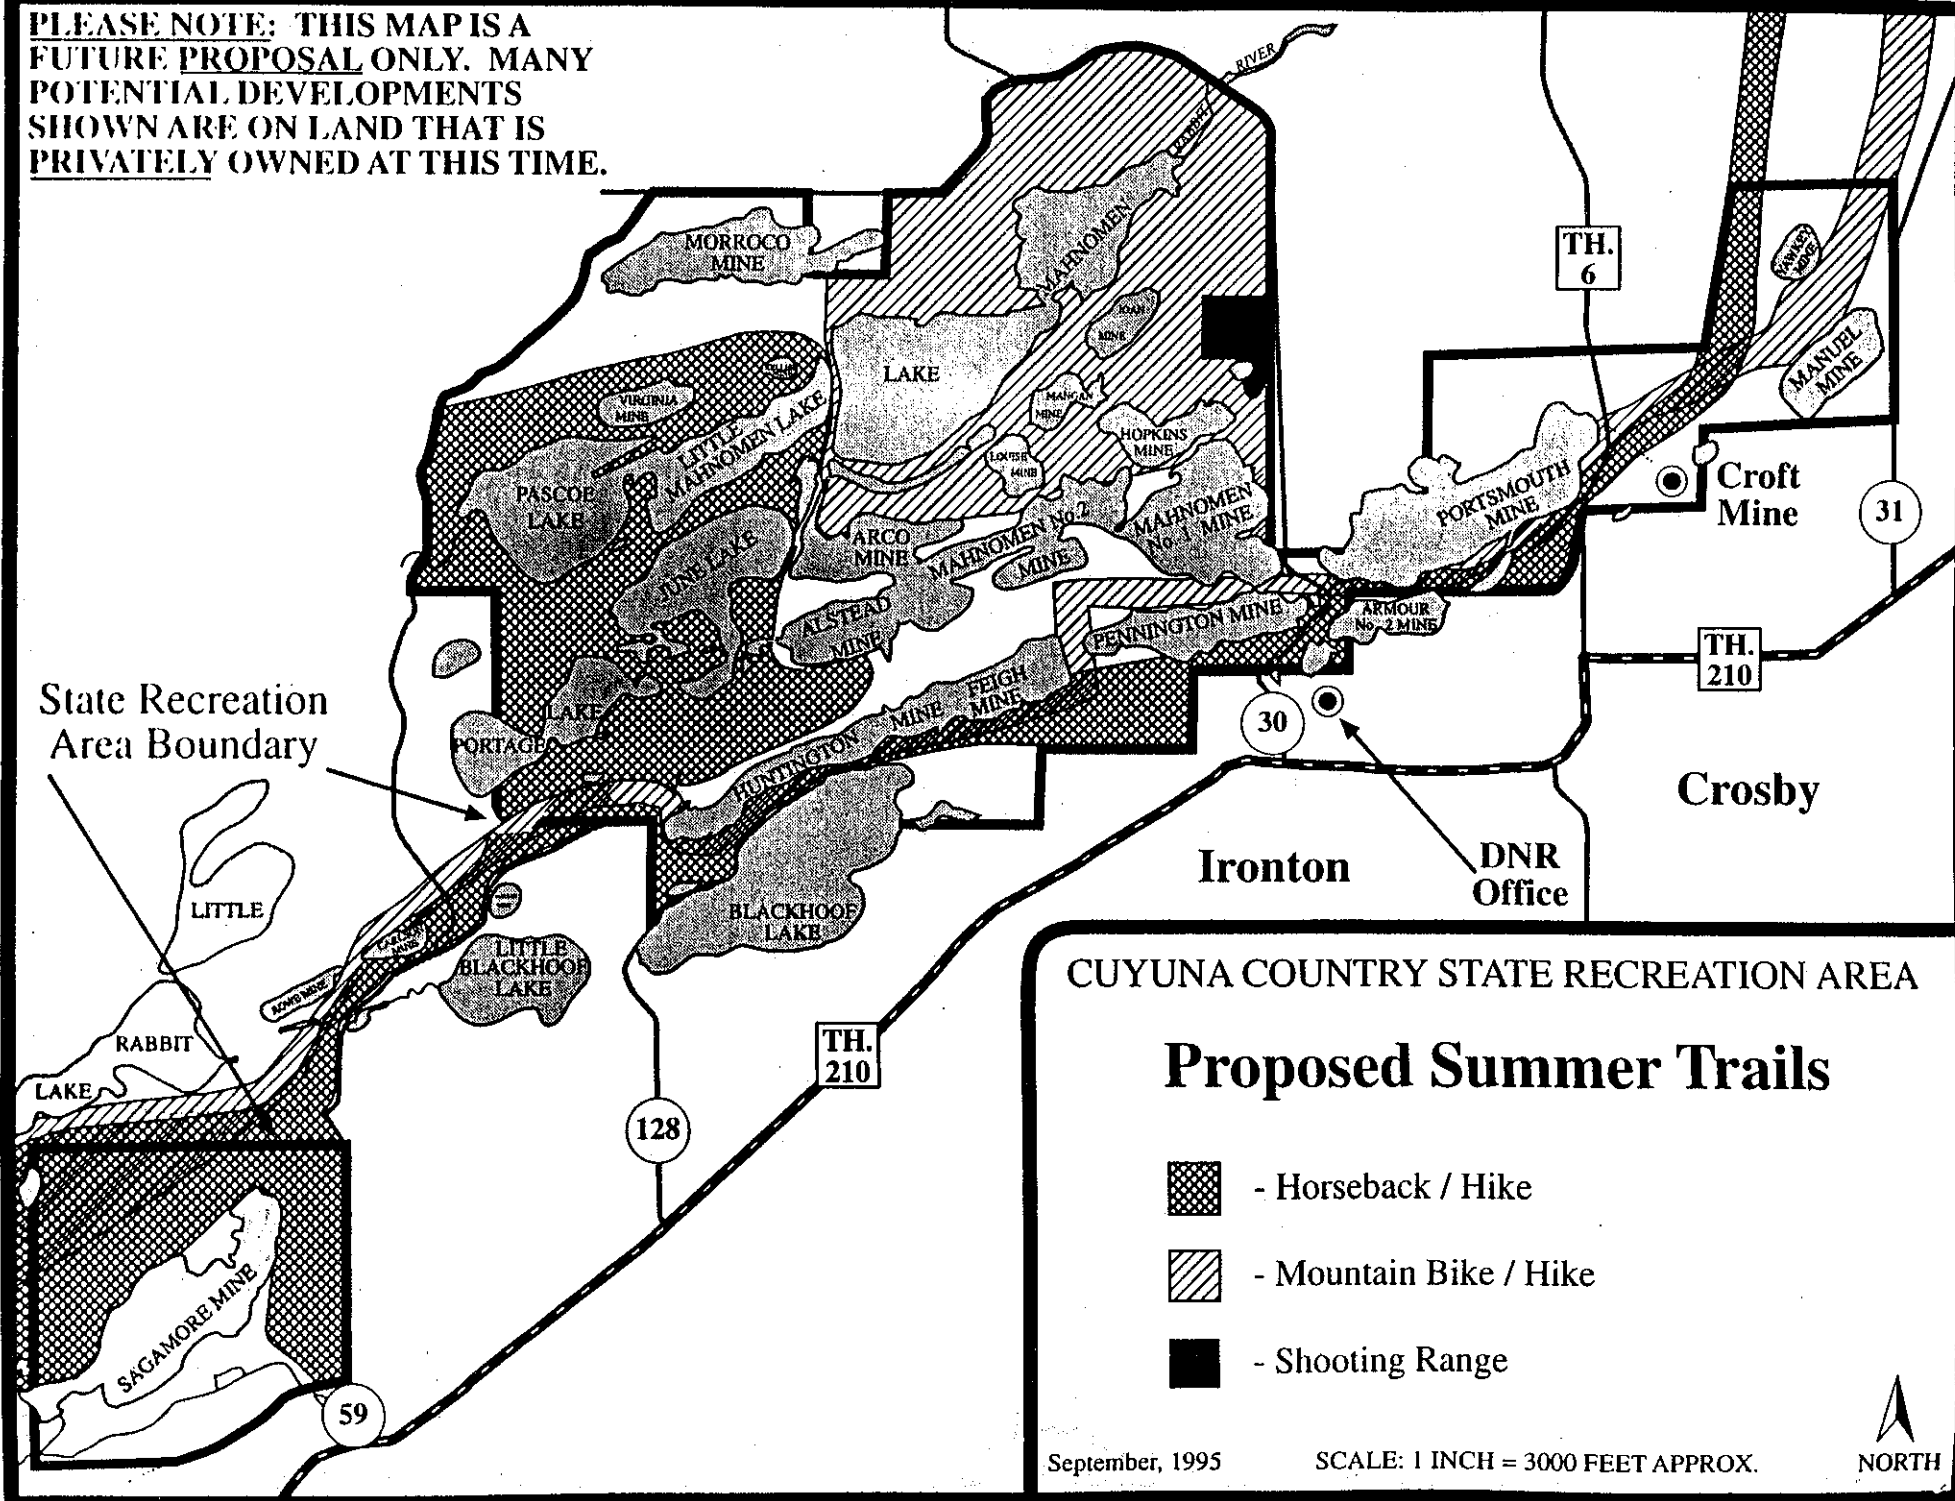 PLEASE NOTE: THIS MAP IS A
FUTURE PROPOSAL ONLY. MANY
POTENTIAL DEVELOPMENTS
SHOWN ARE ON LAND THAT IS
PRIVATELY OWNED AT THIS TIME.
RIVER
RABBIT
MORROCO
MINE
MAHNOMEN
LAKE
TH.
6
YAWKEY
MINE
MANUEL
MINE
JOAN
MINE
VIRGINIA
MINE
LITTLE
MAHNOMEN LAKE
MANGAN
MINE
HOPKINS
MINE
LOUISE
MINE
PASCOE
LAKE
MAHNOMEN
No. 1 MINE
PORTSMOUTH
MINE
Croft
Mine
31
ARCO
MINE
MAHNOMEN No.2
MINE
JUNE LAKE
ALSTEAD
MINE
PENNINGTON MINE
ARMOUR
No. 2 MINE
TH.
210
FEIGH
MINE
HUNTINGTON
MINE
PORTAGE
LAKE
30
State Recreation
Area Boundary
Crosby
Ironton
DNR
Office
BLACKHOOF
LAKE
LITTLE
LITTLE
BLACKHOOF
LAKE
MINE
RABBIT
LAKE
TH.
210
128
SAGAMORE MINE
59
CUYUNA COUNTRY STATE RECREATION AREA
Proposed Summer Trails
- Horseback / Hike
- Mountain Bike / Hike
- Shooting Range
September, 1995
SCALE: 1 INCH = 3000 FEET APPROX.
NORTH